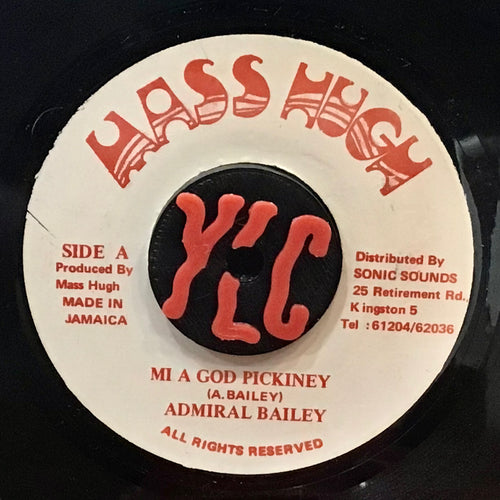 MASS HUGH
SIDE A
Produced By
Mass Hugh
MADE IN
JAMAICA
YLC
Distributed By
SONIC SOUNDS
25 Retirement Rd.,
Kingston 5
Tel :61204/62036
MI A GOD PICKINEY
(A. BAILEY)
ADMIRAL BAILEY
ALL RIGHTS RESERVED